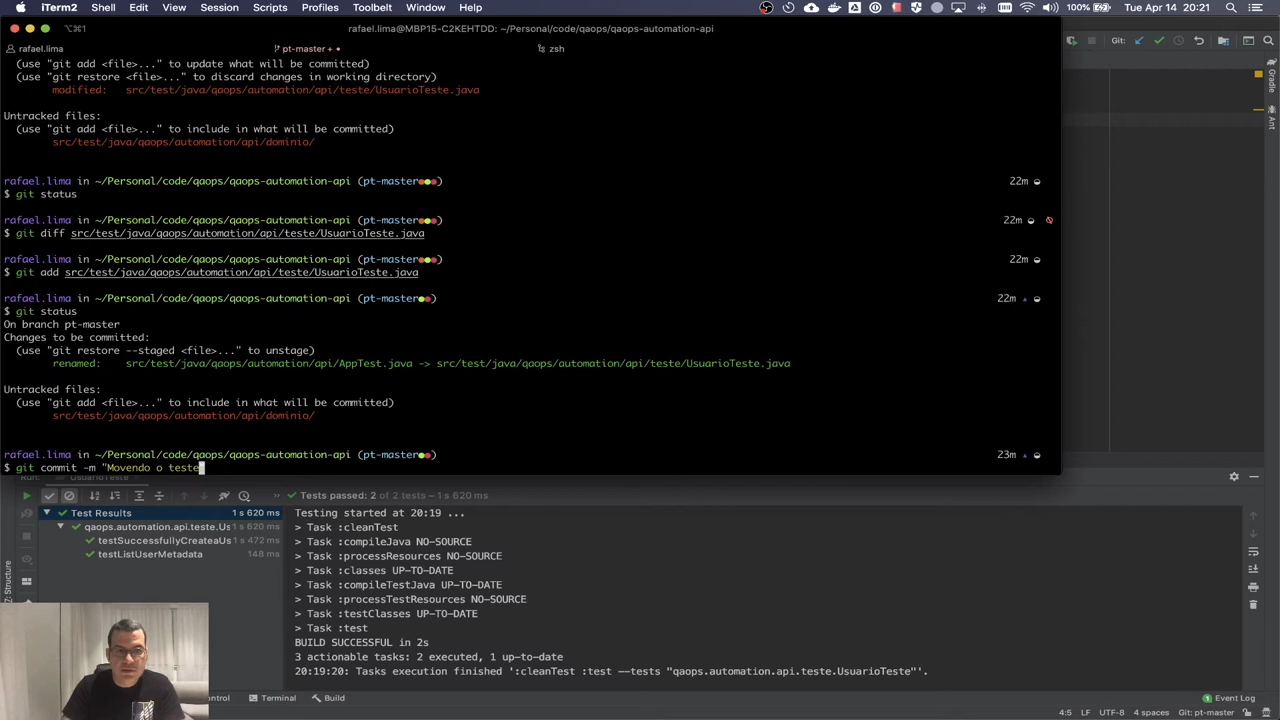 iTerm2 Shell Edit View Session Scripts Profiles Toolbelt Window Help
100% Tue Apr 14 20:21
⌥⌘1 rafael.lima@MBP15-C2KEHTDD: ~/Personal/code/qaops/qaops-automation-api
rafael.lima pt-master + • zsh
Git:
(use "git add <file>..." to update what will be committed)
(use "git restore <file>..." to discard changes in working directory)
modified: src/test/java/qaops/automation/api/teste/UsuarioTeste.java
Untracked files:
(use "git add <file>..." to include in what will be committed)
src/test/java/qaops/automation/api/dominio/
rafael.lima in ~/Personal/code/qaops/qaops-automation-api (pt-master●●●) 22m
$ git status
rafael.lima in ~/Personal/code/qaops/qaops-automation-api (pt-master●●●) 22m
$ git diff src/test/java/qaops/automation/api/teste/UsuarioTeste.java
rafael.lima in ~/Personal/code/qaops/qaops-automation-api (pt-master●●●) 22m
$ git add src/test/java/qaops/automation/api/teste/UsuarioTeste.java
rafael.lima in ~/Personal/code/qaops/qaops-automation-api (pt-master●●) 22m
$ git status
On branch pt-master
Changes to be committed:
(use "git restore --staged <file>..." to unstage)
renamed: src/test/java/qaops/automation/api/AppTest.java -> src/test/java/qaops/automation/api/teste/UsuarioTeste.java
Untracked files:
(use "git add <file>..." to include in what will be committed)
src/test/java/qaops/automation/api/dominio/
rafael.lima in ~/Personal/code/qaops/qaops-automation-api (pt-master●●) 23m
$ git commit -m "Movendo o teste
Gradle
Ant
Run: UsuarioTeste
Tests passed: 2 of 2 tests – 1 s 620 ms
Test Results 1 s 620 ms
qaops.automation.api.teste.Us 1 s 620 ms
testSuccessfullyCreateaUs 1 s 472 ms
testListUserMetadata 148 ms
Testing started at 20:19 ...
> Task :cleanTest
> Task :compileJava NO-SOURCE
> Task :processResources NO-SOURCE
> Task :classes UP-TO-DATE
> Task :compileTestJava UP-TO-DATE
> Task :processTestResources NO-SOURCE
> Task :testClasses UP-TO-DATE
> Task :test
BUILD SUCCESSFUL in 2s
3 actionable tasks: 2 executed, 1 up-to-date
20:19:20: Tasks execution finished ':cleanTest :test --tests "qaops.automation.api.teste.UsuarioTeste"'.
Z: Structure
ntrol Terminal Build Event Log
4:5 LF UTF-8 4 spaces Git: pt-master